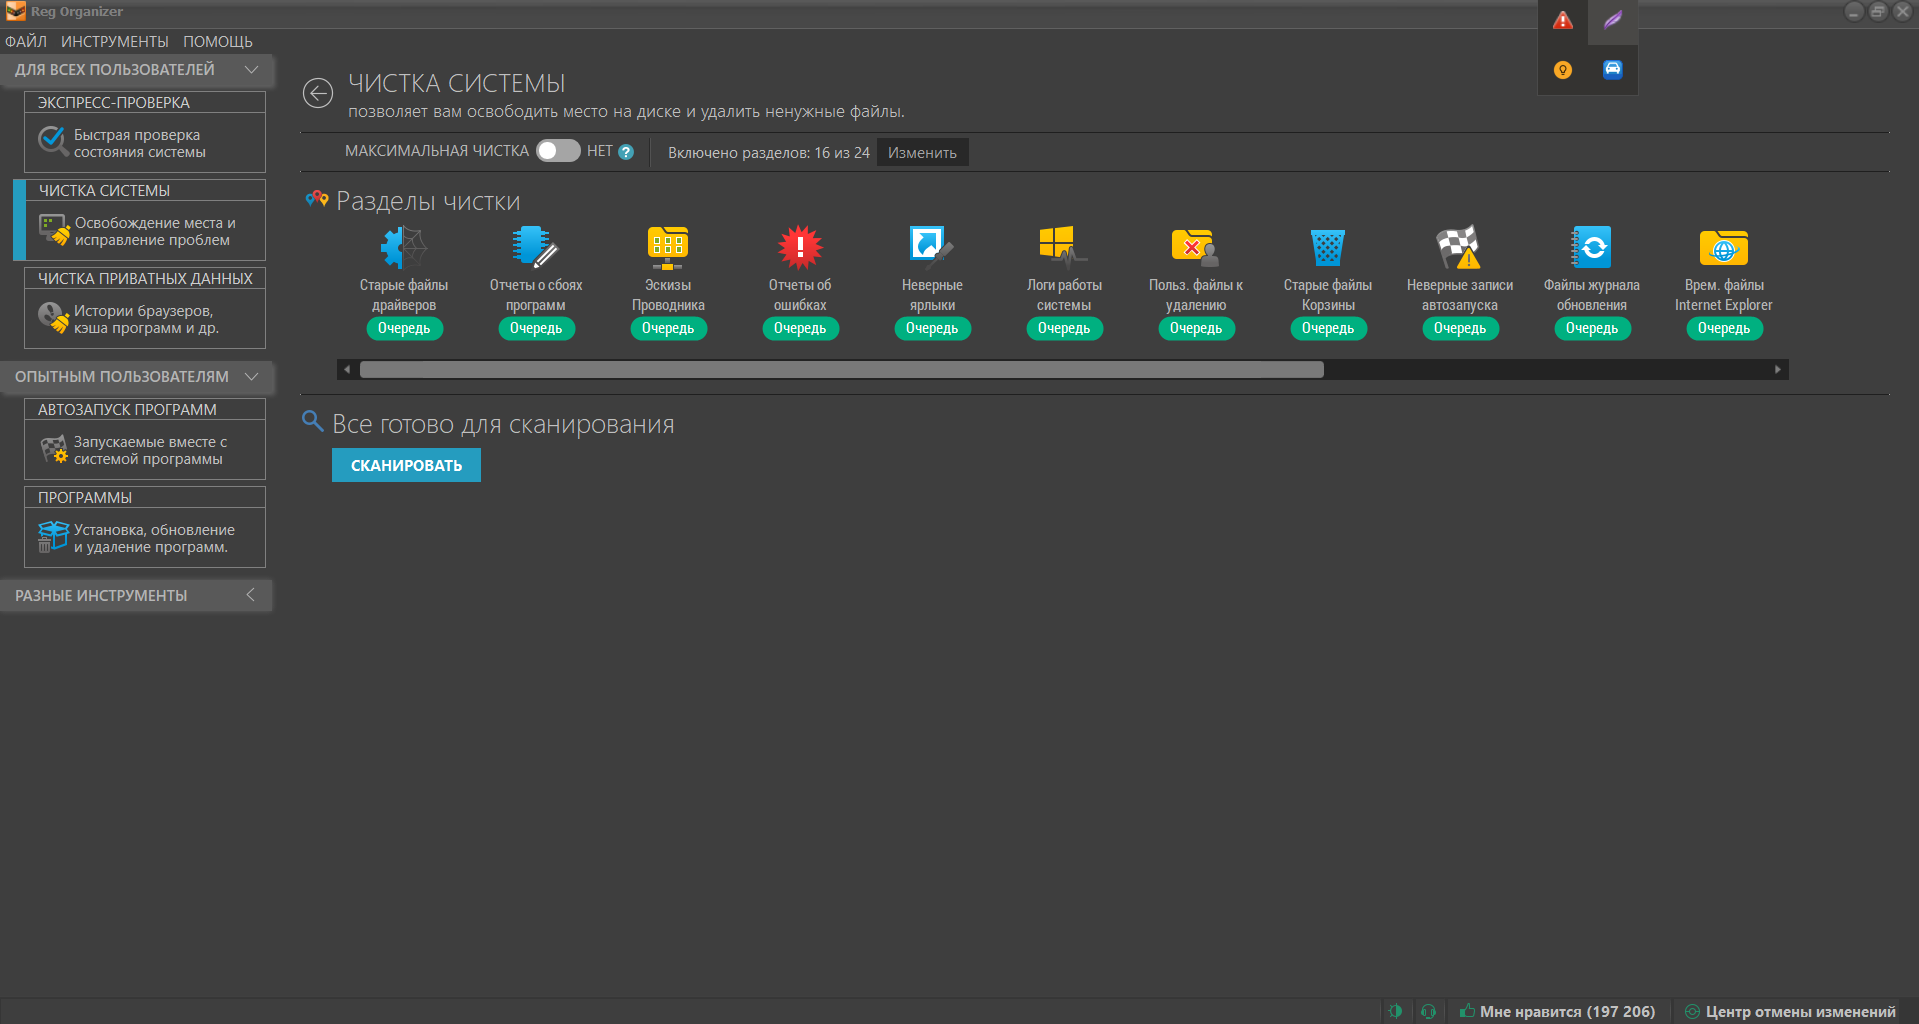 Reg Organizer
ФАЙЛ ИНСТРУМЕНТЫ ПОМОЩЬ
ДЛЯ ВСЕХ ПОЛЬЗОВАТЕЛЕЙ
ЭКСПРЕСС-ПРОВЕРКА
Быстрая проверка
состояния системы
ЧИСТКА СИСТЕМЫ
Освобождение места и
исправление проблем
ЧИСТКА ПРИВАТНЫХ ДАННЫХ
Истории браузеров,
кэша программ и др.
ОПЫТНЫМ ПОЛЬЗОВАТЕЛЯМ
АВТОЗАПУСК ПРОГРАММ
Запускаемые вместе с
системой программы
ПРОГРАММЫ
Установка, обновление
и удаление программ.
РАЗНЫЕ ИНСТРУМЕНТЫ
ЧИСТКА СИСТЕМЫ
позволяет вам освободить место на диске и удалить ненужные файлы.
МАКСИМАЛЬНАЯ ЧИСТКА НЕТ ? Включено разделов: 16 из 24 Изменить
Разделы чистки
Старые файлы
драйверов
Очередь
Отчеты о сбоях
программ
Очередь
Эскизы
Проводника
Очередь
Отчеты об
ошибках
Очередь
Неверные
ярлыки
Очередь
Логи работы
системы
Очередь
Польз. файлы к
удалению
Очередь
Старые файлы
Корзины
Очередь
Неверные записи
автозапуска
Очередь
Файлы журнала
обновления
Очередь
Врем. файлы
Internet Explorer
Очередь
Все готово для сканирования
СКАНИРОВАТЬ
Мне нравится (197 206) Центр отмены изменений